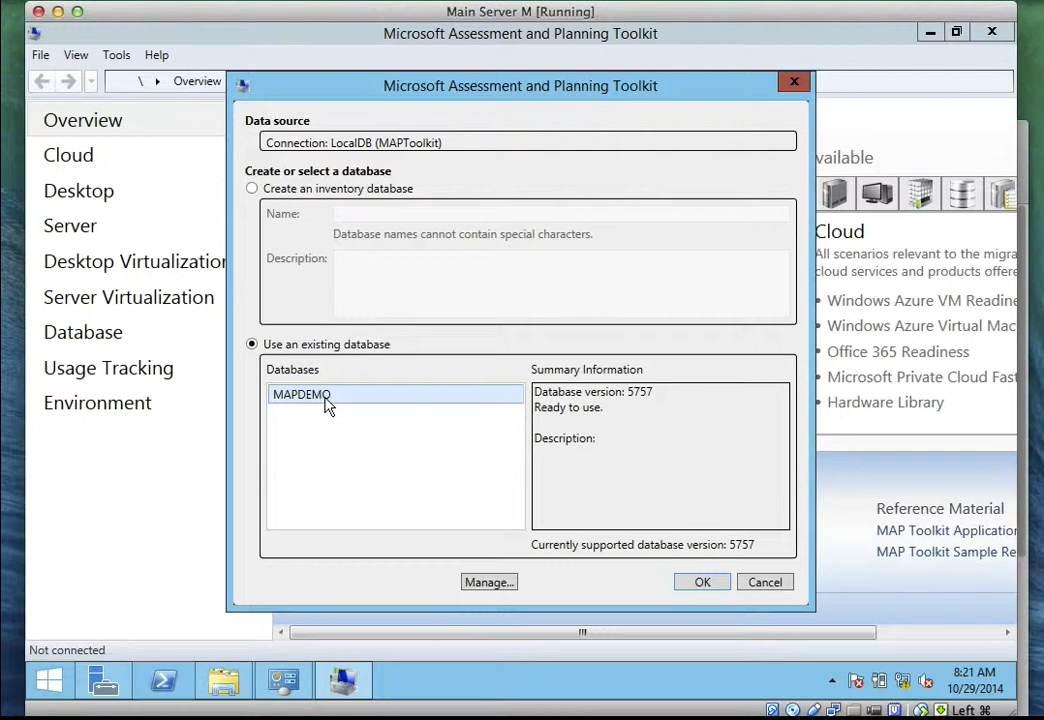 Main Server M [Running]
Microsoft Assessment and Planning Toolkit
File View Tools Help
\ Overview
Overview
Cloud
Desktop
Server
Desktop Virtualization
Server Virtualization
Database
Usage Tracking
Environment
Microsoft Assessment and Planning Toolkit
Data source
Connection: LocalDB (MAPToolkit)
Create or select a database
Create an inventory database
Name:
Database names cannot contain special characters.
Description:
Use an existing database
Databases
MAPDEMO
Summary Information
Database version: 5757
Ready to use.
Description:
Currently supported database version: 5757
Manage...
OK
Cancel
vailable
Cloud
All scenarios relevant to the migra
cloud services and products offere
Windows Azure VM Readine
Windows Azure Virtual Mac
Office 365 Readiness
Microsoft Private Cloud Fast
Hardware Library
Reference Material
MAP Toolkit Application
MAP Toolkit Sample Re
Not connected
8:21 AM
10/29/2014
Left ⌘